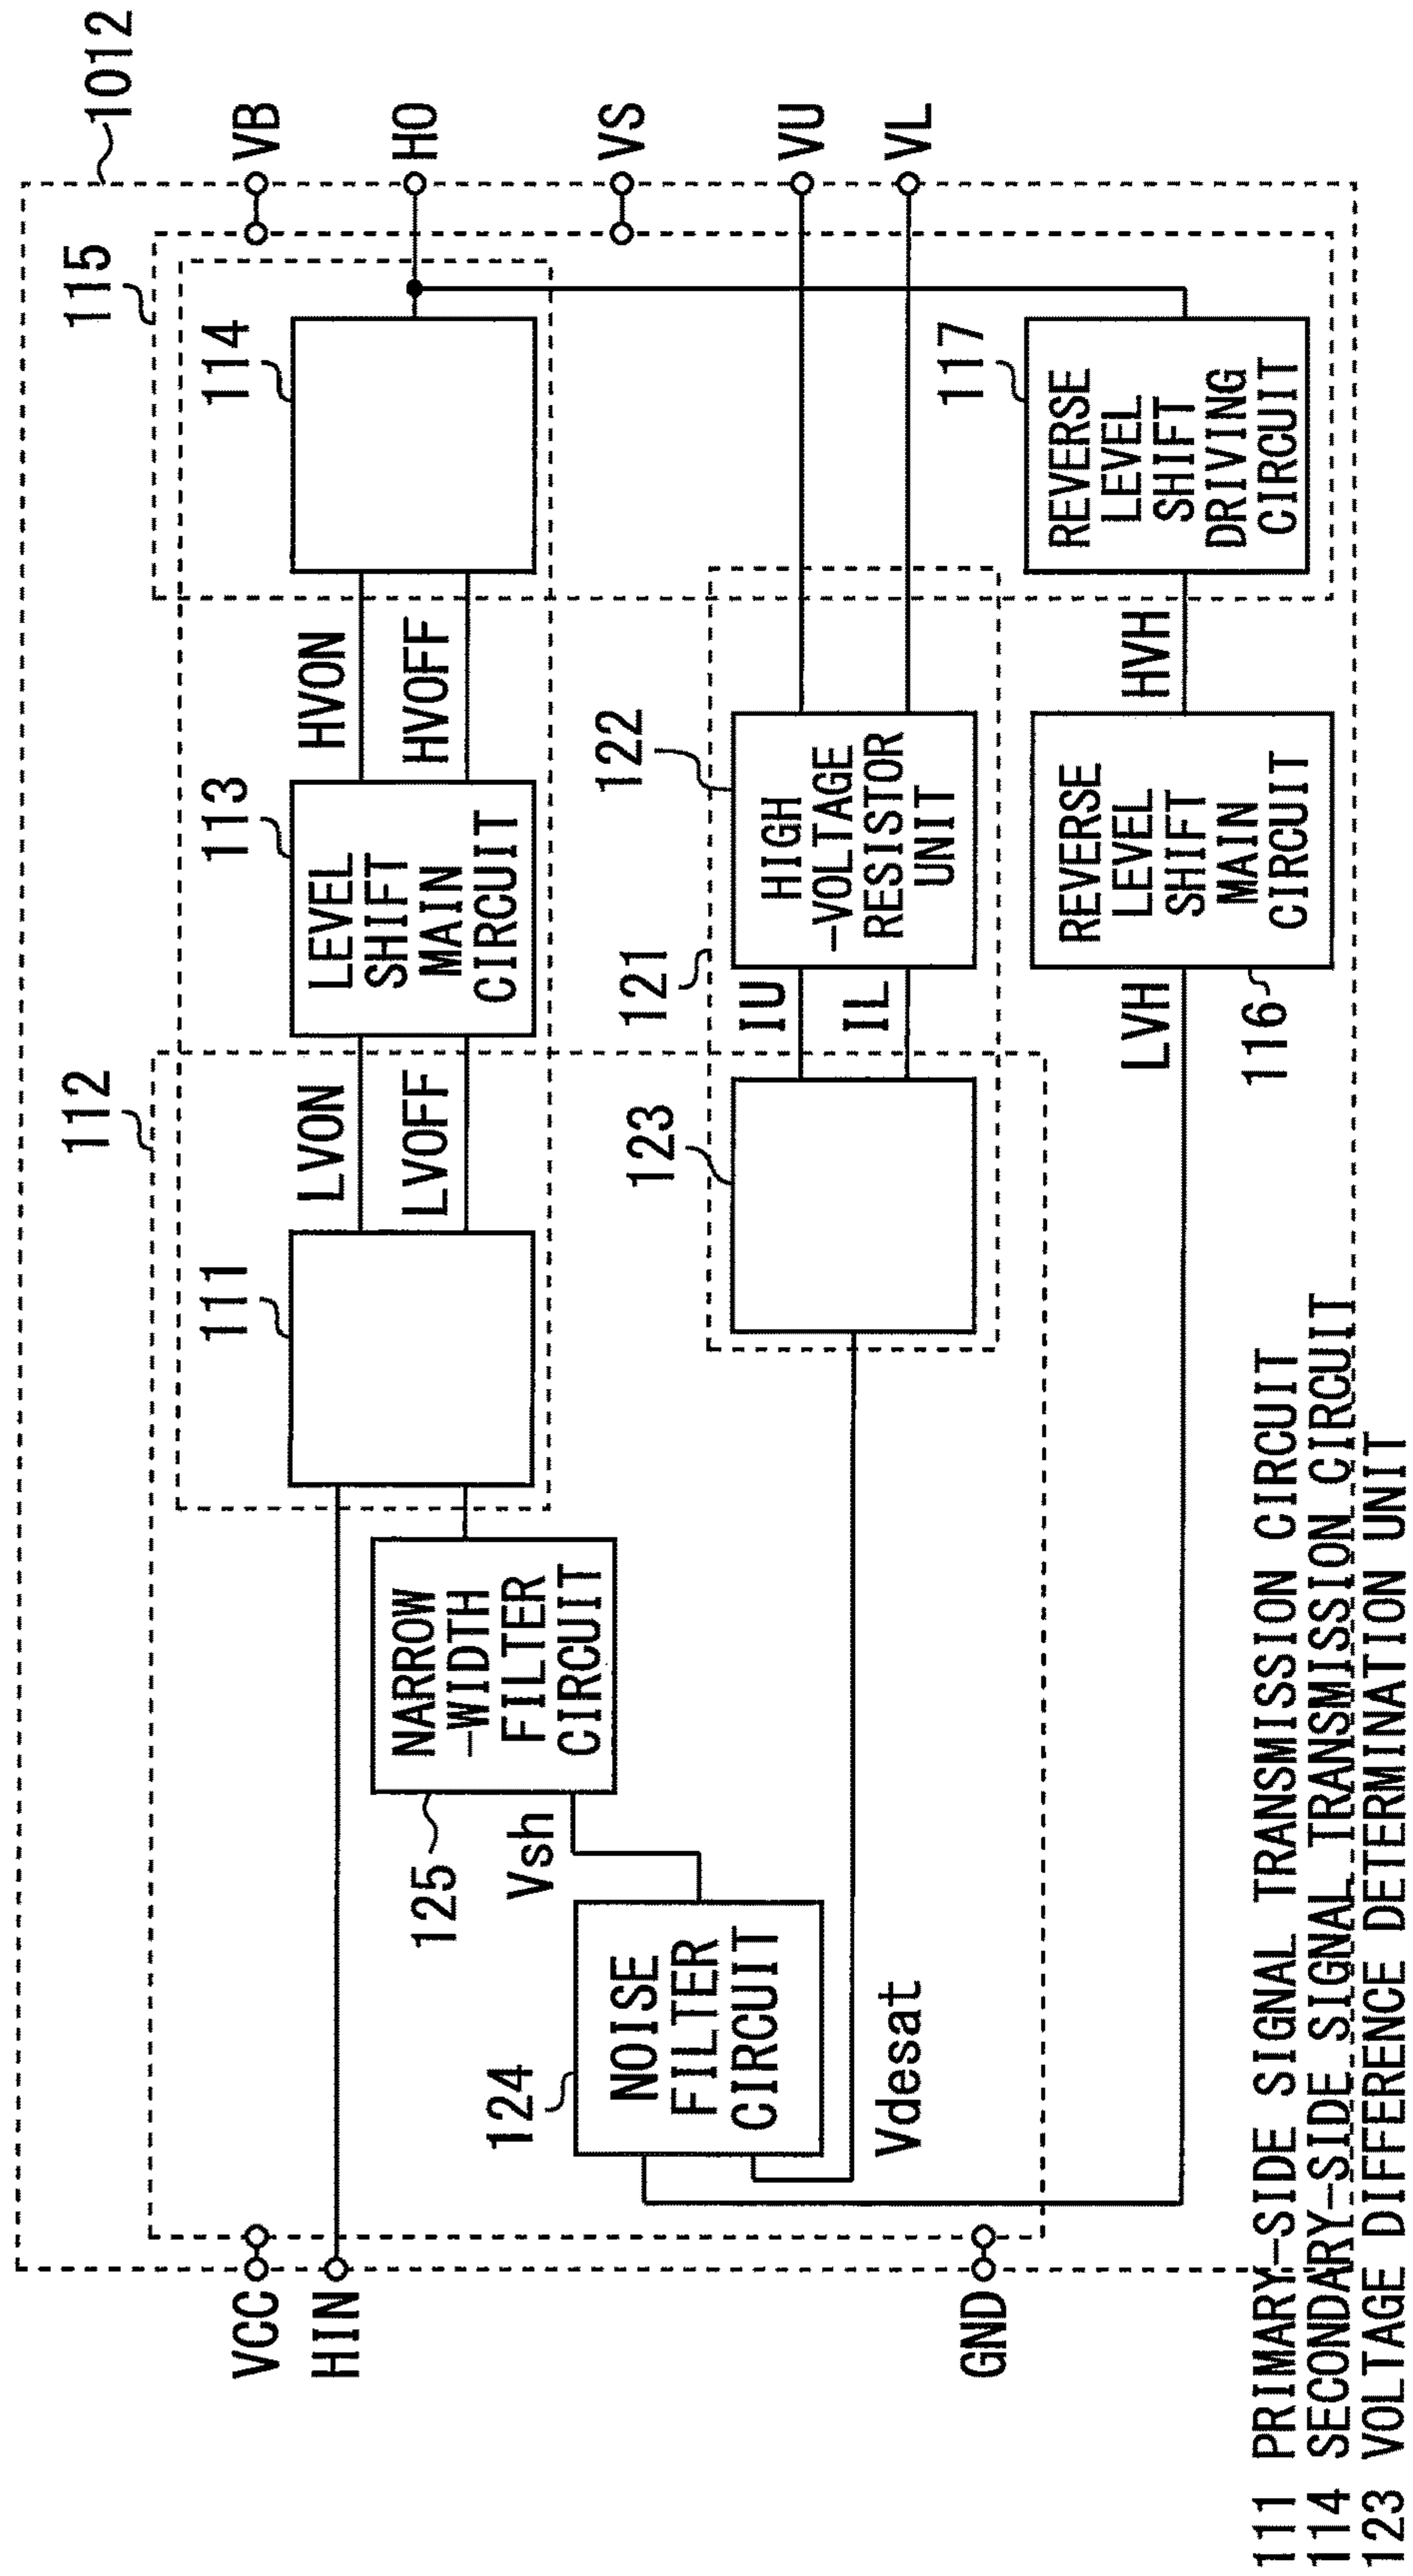 1012
115
VB
HO
VS
VU
VL
114
117
REVERSE
LEVEL
SHIFT
DRIVING
CIRCUIT
HVON
HVOFF
HVH
113
LEVEL
SHIFT
MAIN
CIRCUIT
122
HIGH
-VOLTAGE
RESISTOR
UNIT
REVERSE
LEVEL
SHIFT
MAIN
CIRCUIT
121
116
IU
IL
LVH
112
LVON
LVOFF
111
123
NARROW
-WIDTH
FILTER
CIRCUIT
125
Vsh
124
NOISE
FILTER
CIRCUIT
Vdesat
VCC
HIN
GND
111 PRIMARY-SIDE SIGNAL TRANSMISSION CIRCUIT
114 SECONDARY-SIDE SIGNAL TRANSMISSION CIRCUIT
123 VOLTAGE DIFFERENCE DETERMINATION UNIT